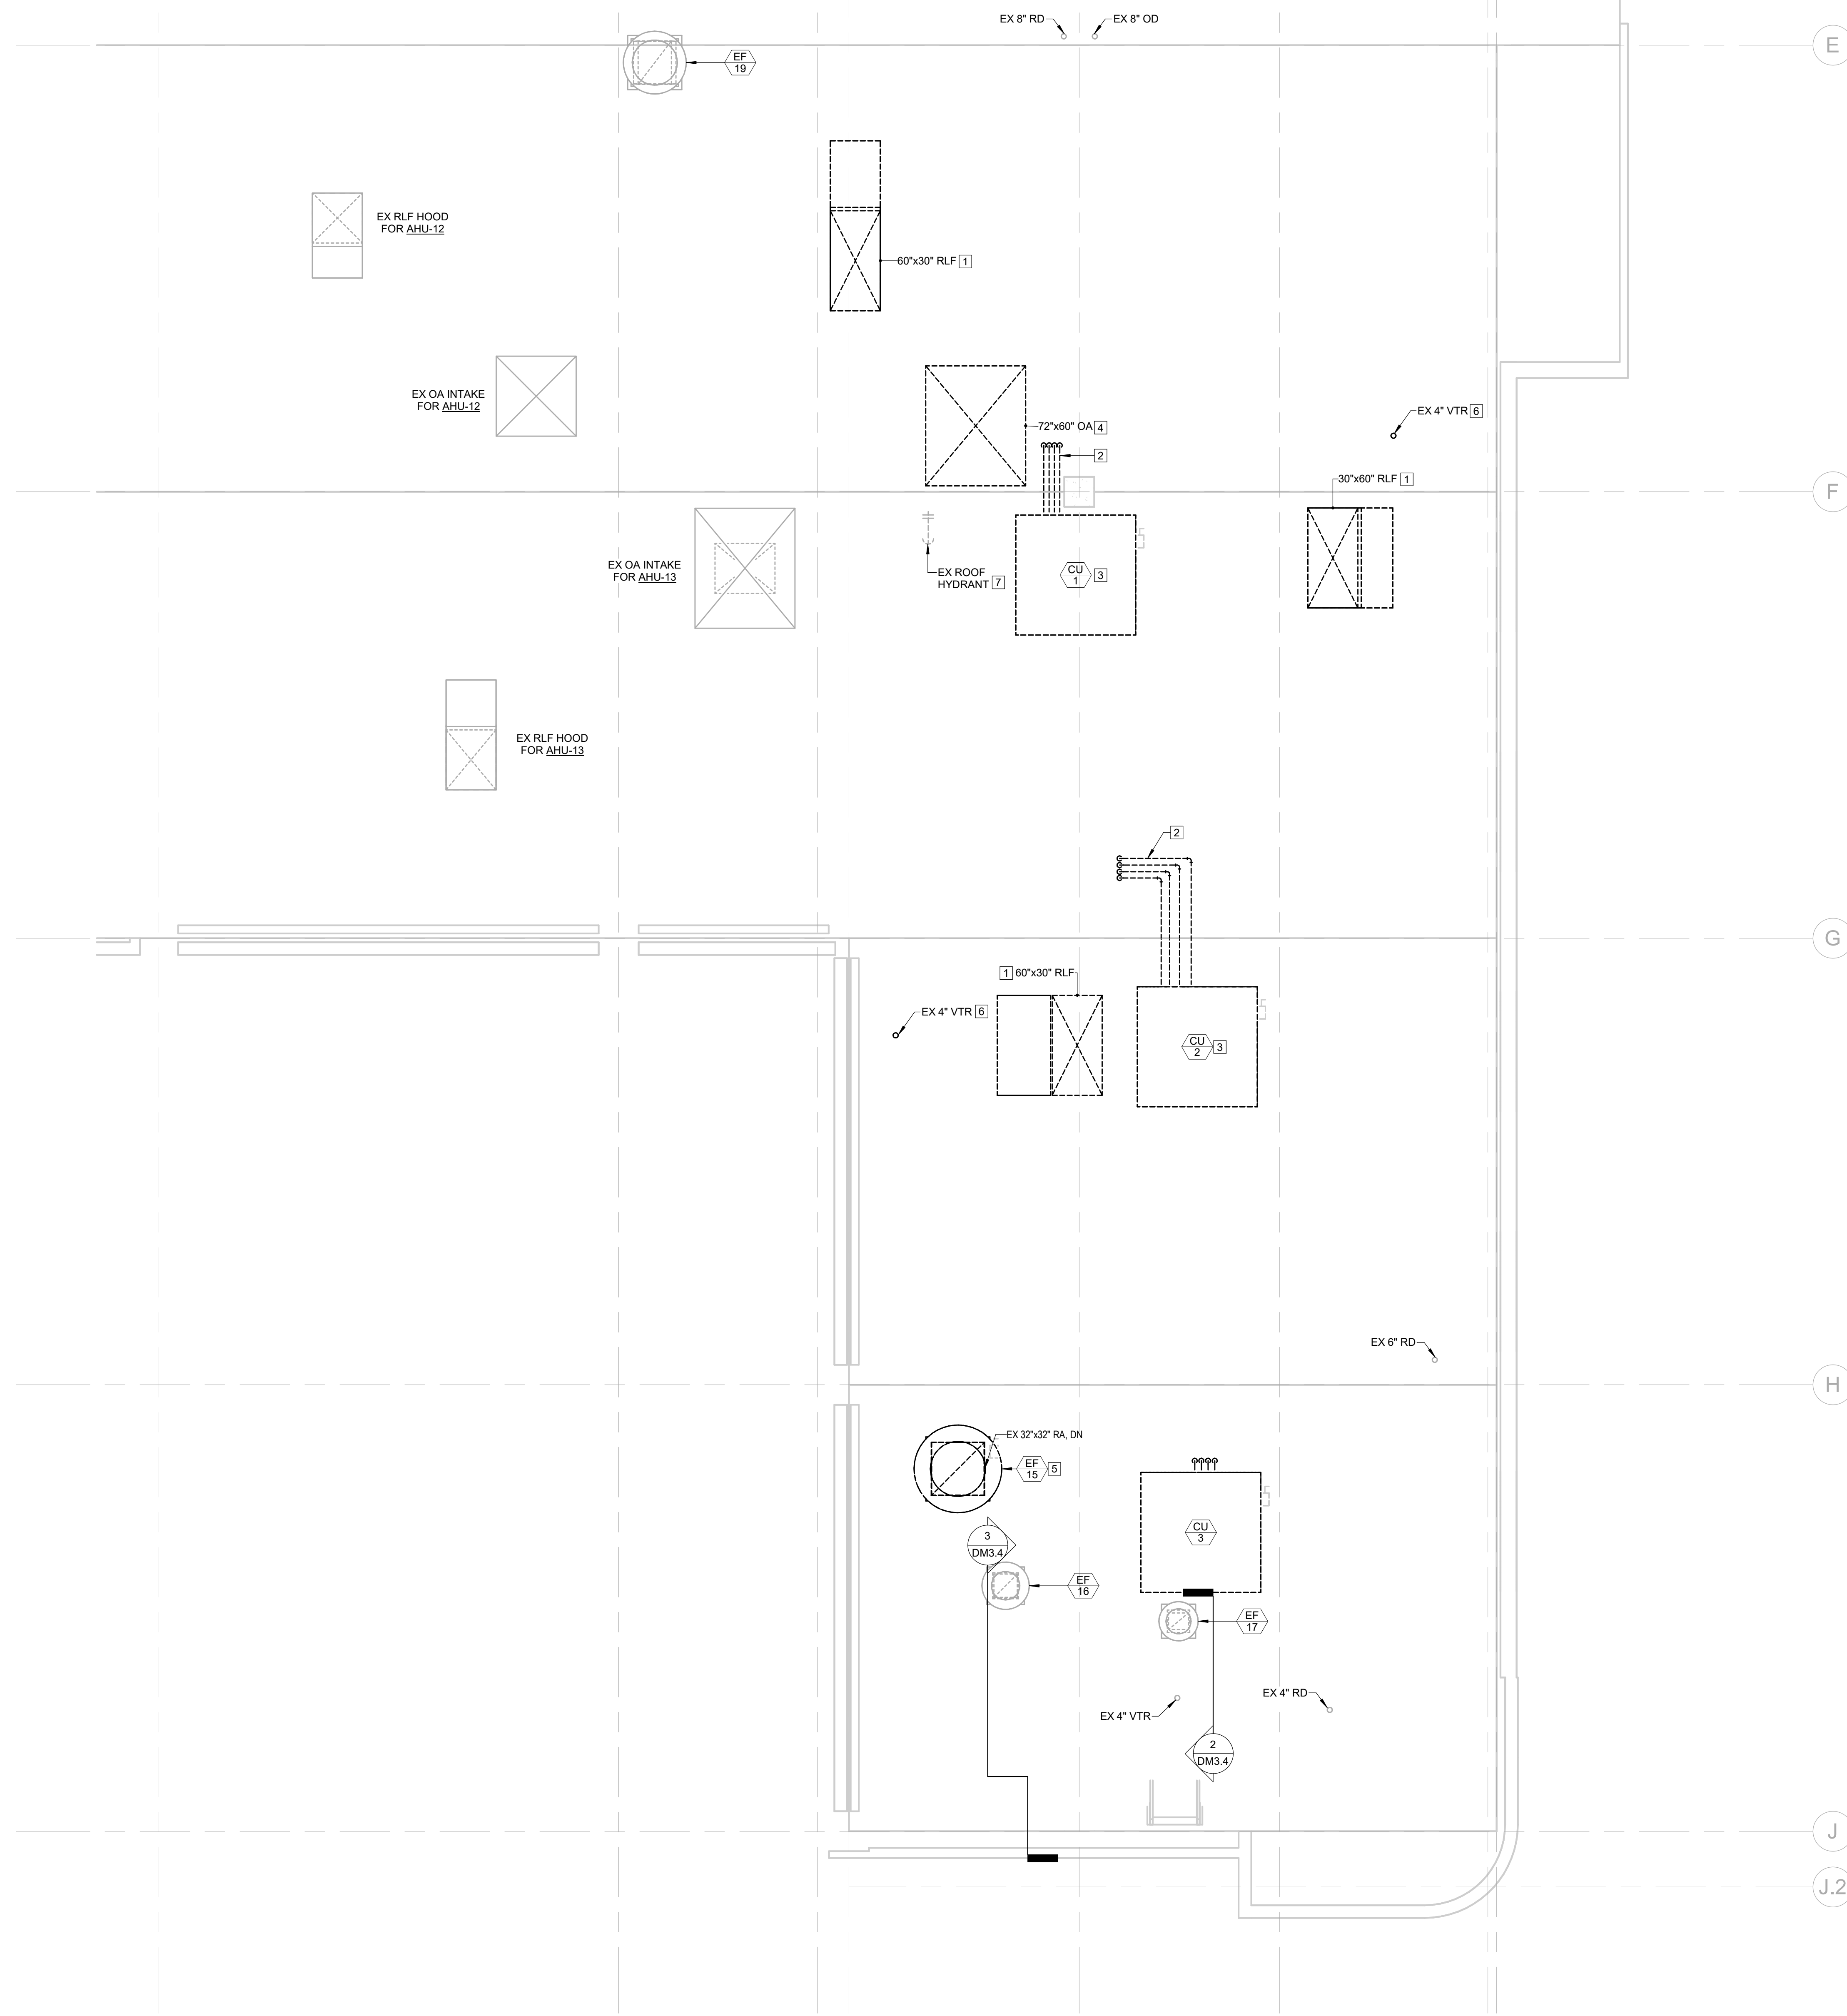 EX 8" RD
EX 8" OD
E
EF
19
EX RLF HOOD
FOR AHU-12
60"x30" RLF 1
EX OA INTAKE
FOR AHU-12
72"x60" OA 4
EX 4" VTR 6
2
30"x60" RLF 1
F
EX OA INTAKE
FOR AHU-13
EX ROOF
HYDRANT 7
CU
1
3
EX RLF HOOD
FOR AHU-13
2
G
1 60"x30" RLF
EX 4" VTR 6
CU
2
3
EX 6" RD
H
EX 32"x32" RA, DN
EF
15
5
CU
3
3
DM3.4
EF
16
EF
17
EX 4" VTR
EX 4" RD
2
DM3.4
J
J.2